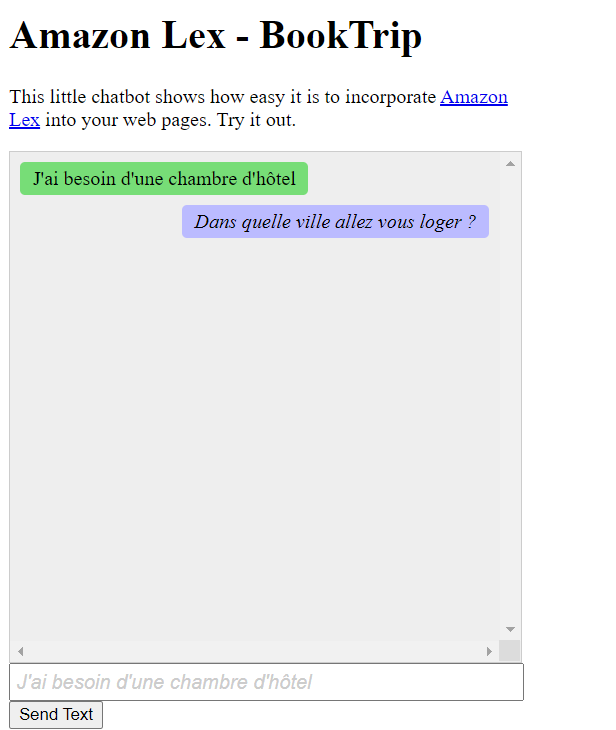 Amazon Lex - BookTrip
This little chatbot shows how easy it is to incorporate Amazon
Lex into your web pages. Try it out.
J'ai besoin d'une chambre d'hôtel
Dans quelle ville allez vous loger ?
J'ai besoin d'une chambre d'hôtel
Send Text